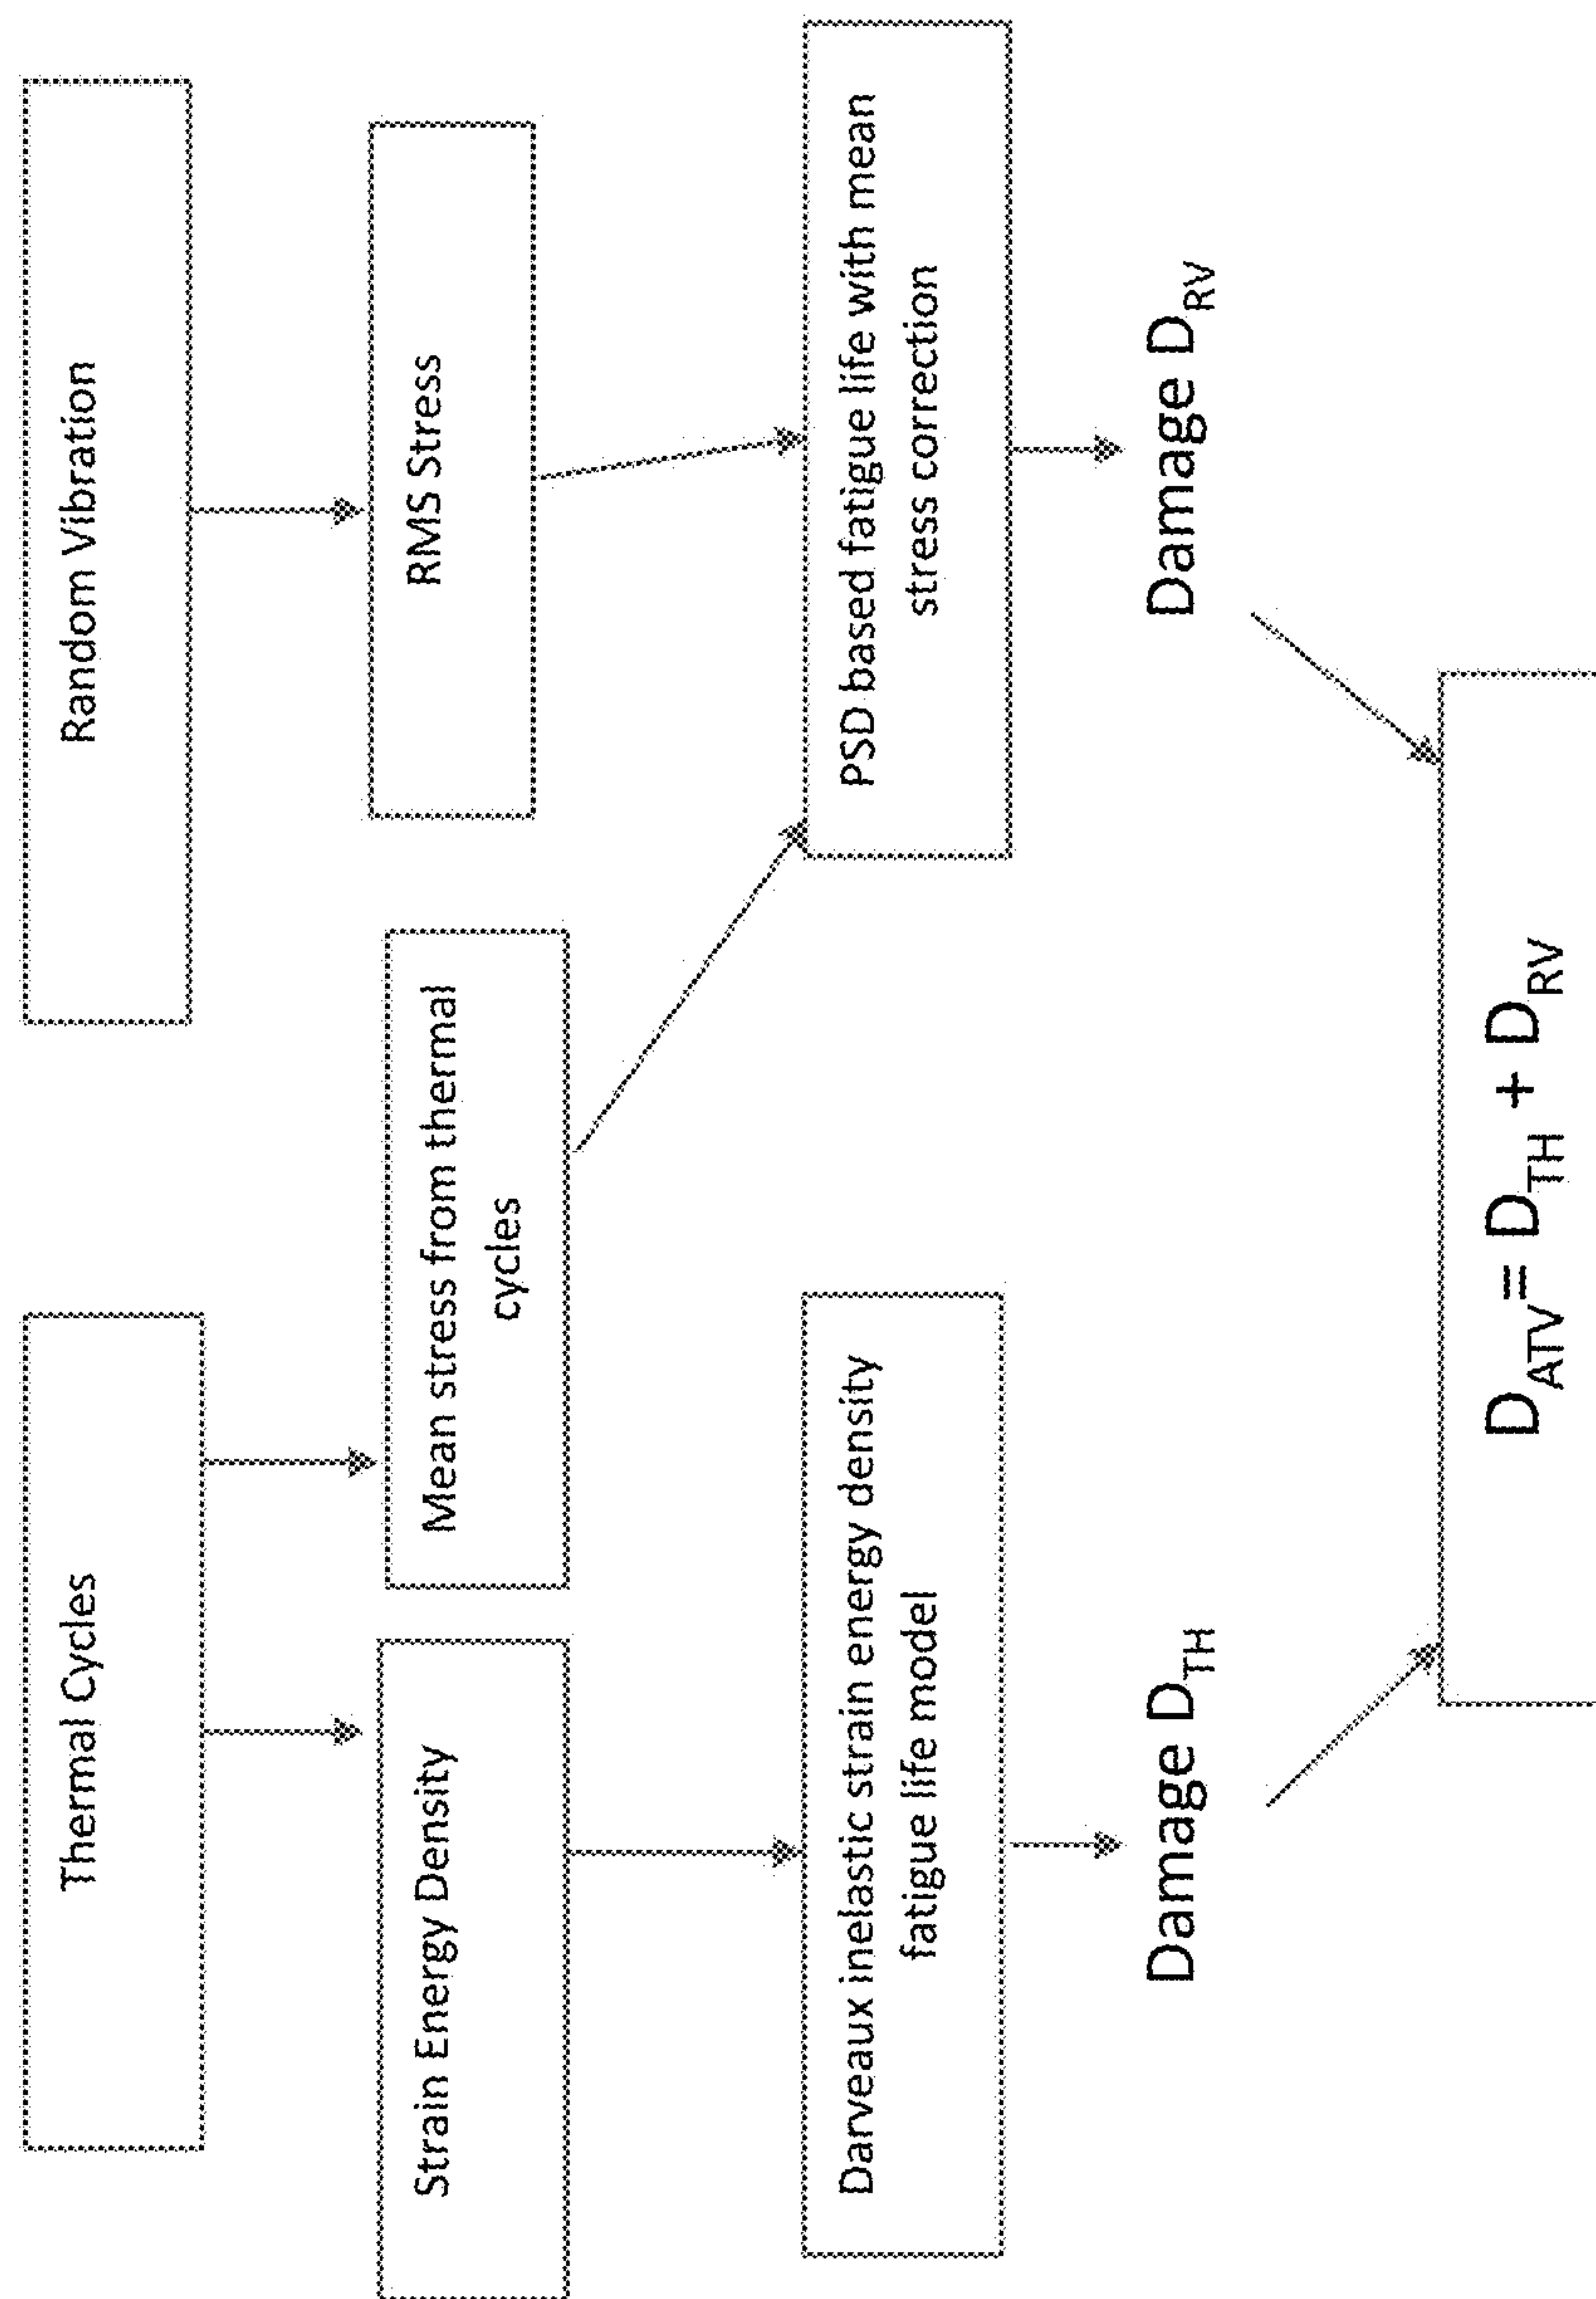 Thermal Cycles
Random Vibration
Strain Energy Density
Mean stress from thermal
cycles
RMS Stress
Darveaux inelastic strain energy density
fatigue life model
PSD based fatigue life with mean
stress correction
Damage D_TH
Damage D_RV
D_ATV= D_TH + D_RV